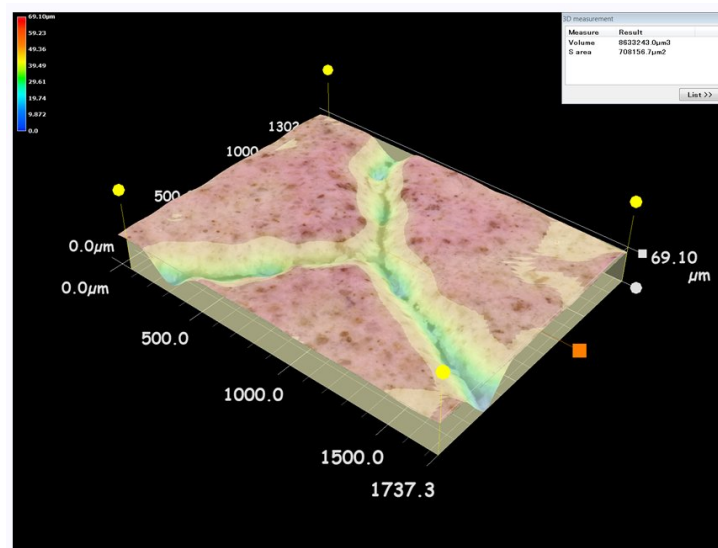 69.10μm
59.23
49.36
39.49
29.61
19.74
9.872
0.0
3D measurement
Measure Result
Volume 8633243.0μm3
S area 708156.7μm2
List >>
1000
0.0μm
0.0μm
500.0
1000.0
1500.0
1737.3
69.10
μm